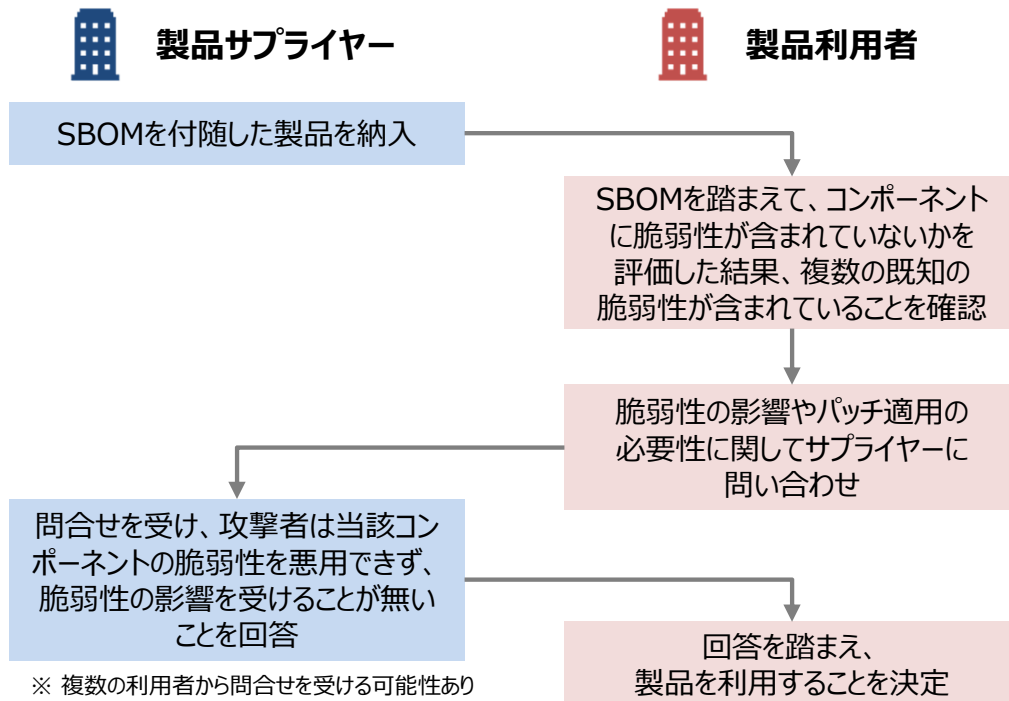 製品サプライヤー
製品利用者
SBOMを付随した製品を納入
SBOMを踏まえて、コンポーネント
に脆弱性が含まれていないかを
評価した結果、複数の既知の
脆弱性が含まれていることを確認
脆弱性の影響やパッチ適用の
必要性に関してサプライヤーに
問い合わせ
問合せを受け、攻撃者は当該コン
ポーネントの脆弱性を悪用できず、
脆弱性の影響を受けることが無い
ことを回答
※ 複数の利用者から問合せを受ける可能性あり
回答を踏まえ、
製品を利用することを決定